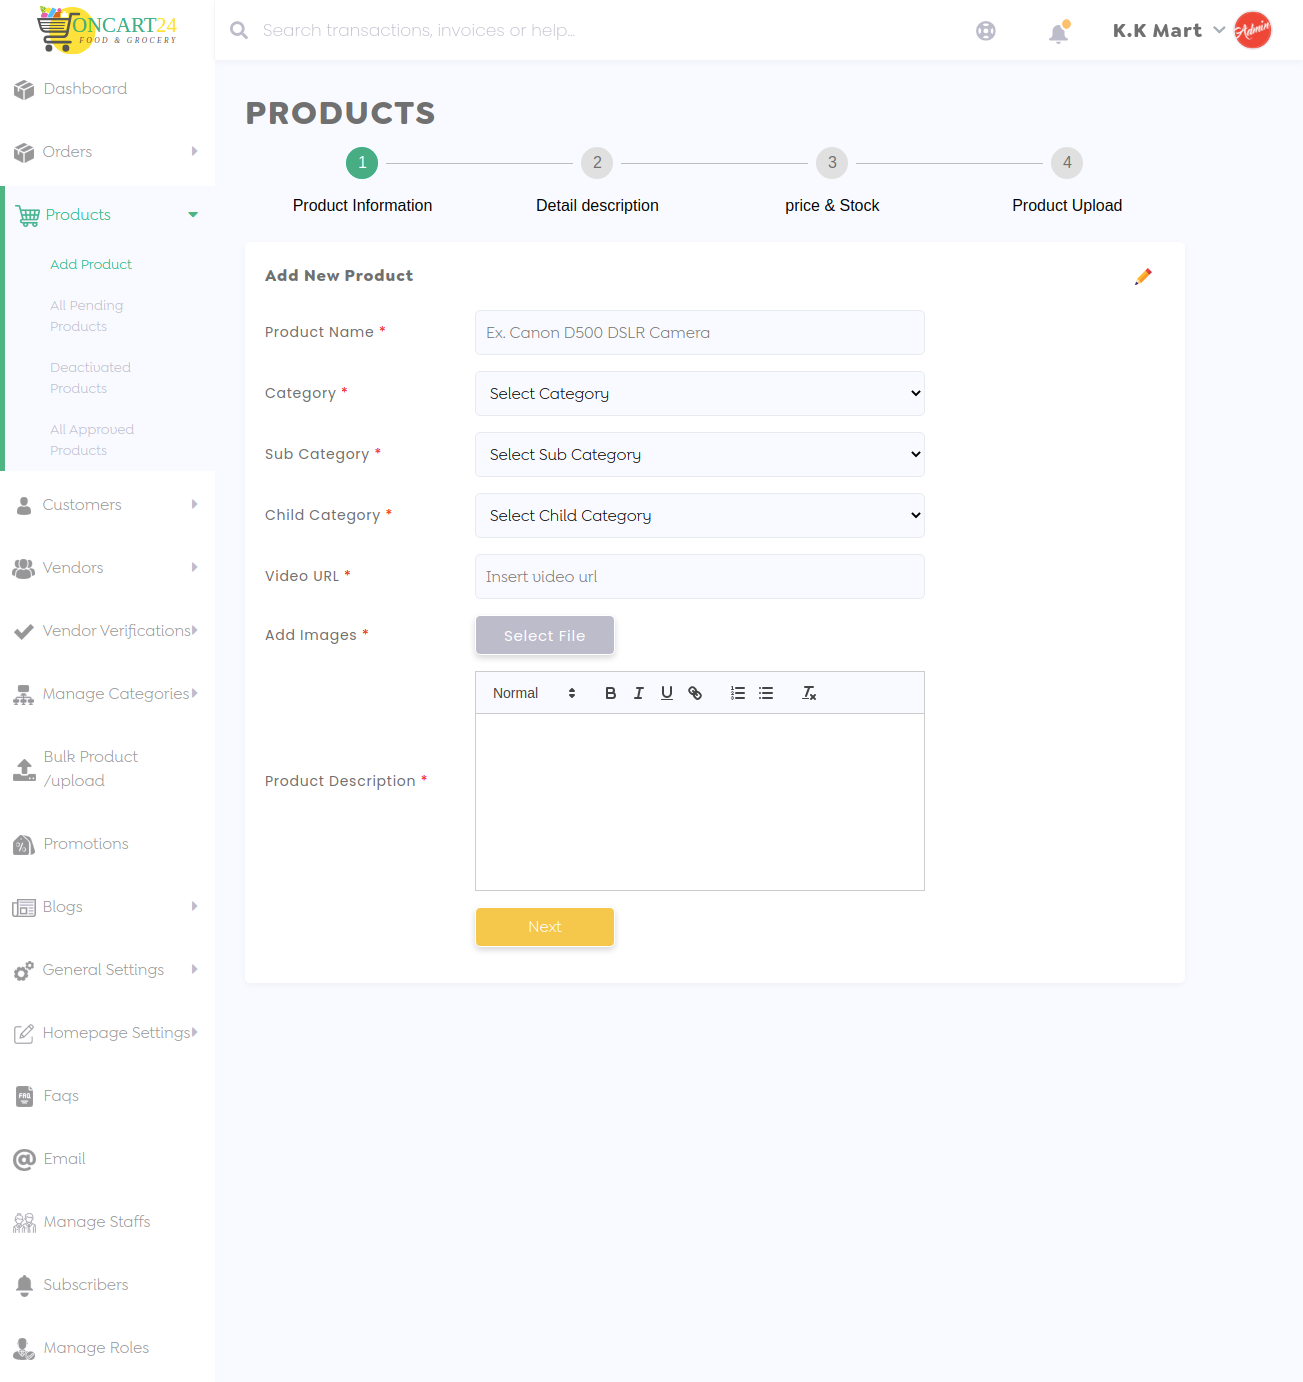 ONCART24
FOOD & GROCERY
Search transactions, invoices or help...
K.K Mart
Admin
Dashboard
Orders
Products
Add Product
All Pending
Products
Deactivated
Products
All Approved
Products
Customers
Vendors
Vendor Verifications
Manage Categories
Bulk Product
/upload
Promotions
Blogs
General Settings
Homepage Settings
FAQ
Faqs
Email
Manage Staffs
Subscribers
Manage Roles
PRODUCTS
1
2
3
4
Product Information
Detail description
price & Stock
Product Upload
Add New Product
Product Name *
Ex. Canon D500 DSLR Camera
Category *
Select Category
Sub Category *
Select Sub Category
Child Category *
Select Child Category
Video URL *
Insert video url
Add Images *
Select File
Normal
Product Description *
Next